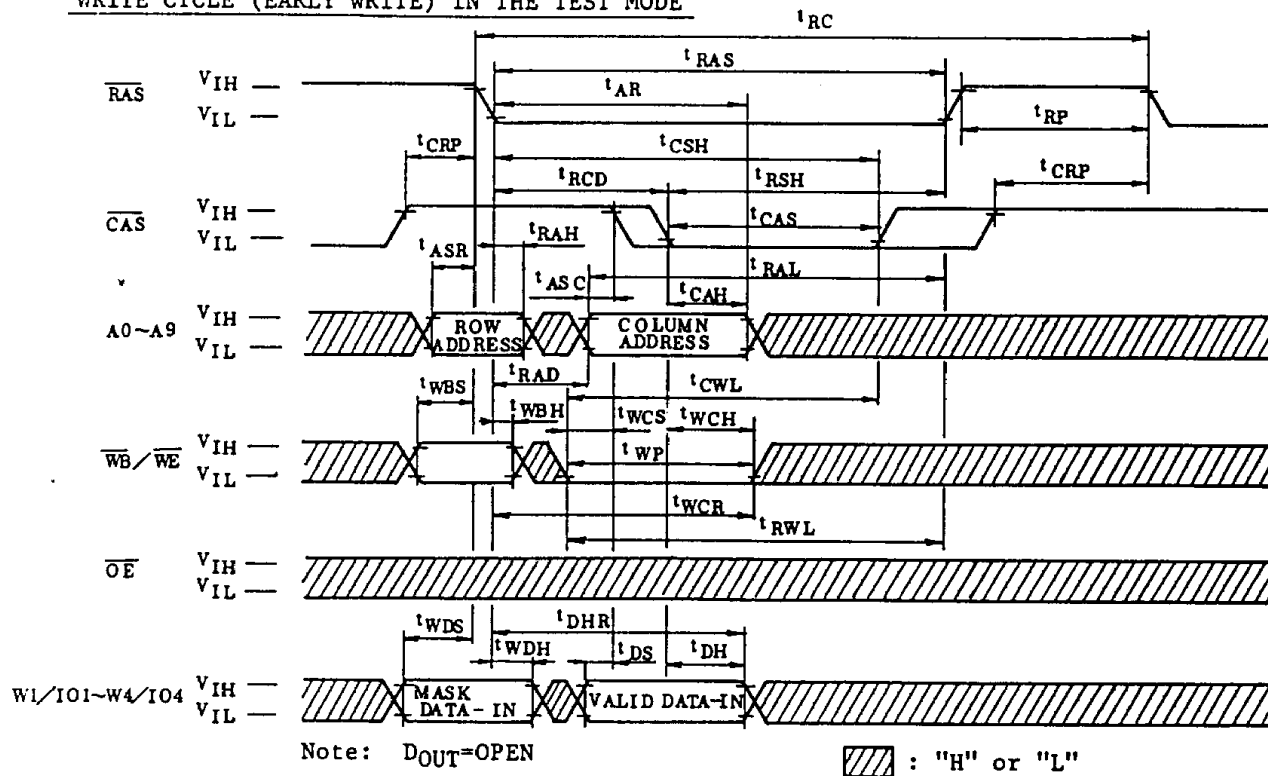 WRITE CYCLE (EARLY WRITE) IN THE TEST MODE
tRC
tRAS
tAR
RAS
VIH
VIL
tRP
tCRP
tCSH
tRCD
tRSH
tCRP
CAS
VIH
VIL
tCAS
tASR
tRAH
tRAL
tASC
tCAH
A0~A9
VIH
VIL
ROW ADDRESS
COLUMN ADDRESS
tRAD
tCWL
tWBS
tWBH
tWCS
tWCH
WB/WE
VIH
VIL
tWP
tWCR
tRWL
OE
VIH
VIL
tDHR
tWDS
tWDH
tDS
tDH
W1/IO1~W4/IO4
VIH
VIL
MASK DATA-IN
VALID DATA-IN
Note: DOUT=OPEN
: "H" or "L"